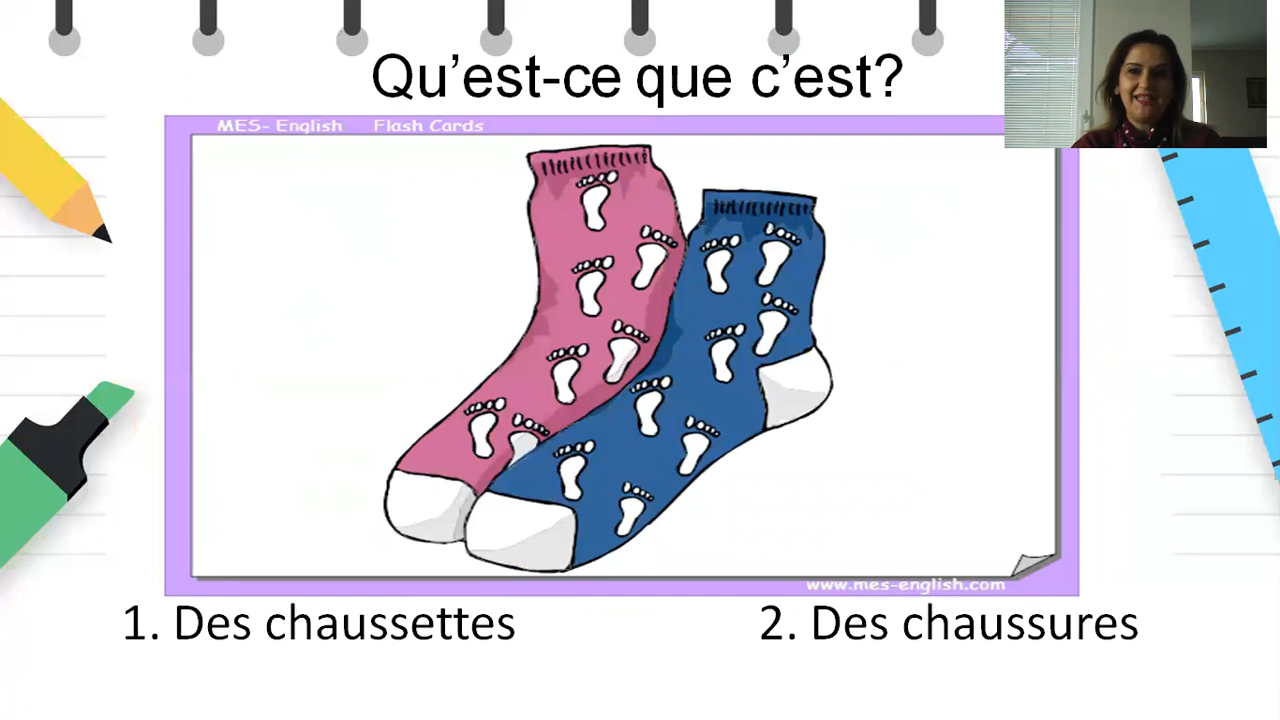 Qu’est-ce que c’est?
MES- English Flash Cards
www.mes-english.com
1. Des chaussettes 2. Des chaussures